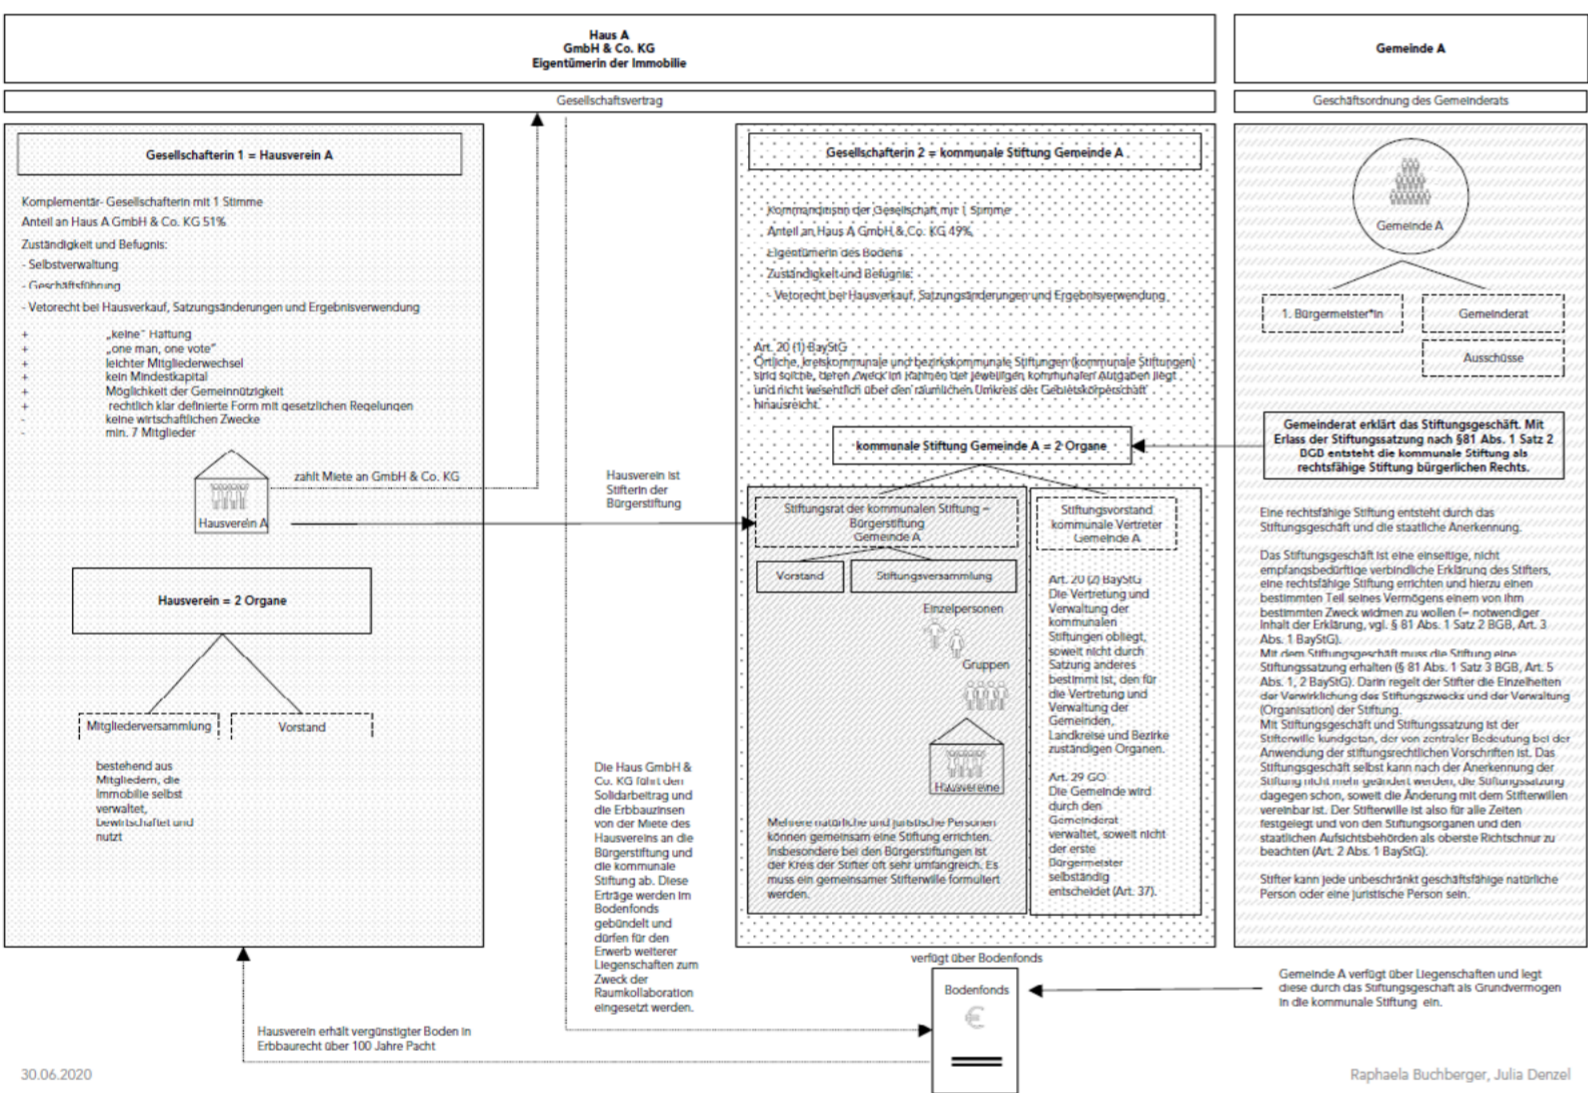 Haus A
GmbH & Co. KG
Eigentümerin der Immobilie
Gemeinde A
Gesellschaftsvertrag
Geschäftsordnung des Gemeinderats
Gesellschafterin 1 = Hausverein A
Komplementär- Gesellschafterin mit 1 Stimme
Anteil an Haus A GmbH & Co. KG 51%
Zuständigkeit und Befugnis:
- Selbstverwaltung
- Geschäftsführung
- Vetorecht bei Hausverkauf, Satzungsänderungen und Ergebnisverwendung
+ „keine" Haftung
+ „one man, one vote"
+ leichter Mitgliederwechsel
+ kein Mindestkapital
+ Möglichkeit der Gemeinnützigkeit
+ rechtlich klar definierte Form mit gesetzlichen Regelungen
- keine wirtschaftlichen Zwecke
- min. 7 Mitglieder
Hausverein A
zahlt Miete an GmbH & Co. KG
Hausverein = 2 Organe
Mitgliederversammlung
Vorstand
bestehend aus
Mitgliedern, die
Immobilie selbst
verwaltet,
bewirtschaftet und
nutzt
Hausverein ist
Stifterin der
Bürgerstiftung
Die Haus GmbH &
Co. KG führt den
Solidarbeitrag und
die Erbbauzinsen
von der Miete des
Hausvereins an die
Bürgerstiftung und
die kommunale
Stiftung ab. Diese
Erträge werden im
Bodenfonds
gebündelt und
dürfen für den
Erwerb weiterer
Liegenschaften zum
Zweck der
Raumkollaboration
eingesetzt werden.
Hausverein erhält vergünstigter Boden in
Erbbaurecht über 100 Jahre Pacht
Gesellschafterin 2 = kommunale Stiftung Gemeinde A
Kommanditistin der Gesellschaft mit 1 Stimme
Anteil an Haus A GmbH & Co. KG 49%
Eigentümerin des Bodens
Zuständigkeit und Befugnis:
- Vetorecht bei Hausverkauf, Satzungsänderungen und Ergebnisverwendung
Art. 20 (1) BayStG
Örtliche, kreiskommunale und bezirkskommunale Stiftungen (kommunale Stiftungen)
sind solche, deren Zweck im Rahmen der jeweiligen kommunalen Aufgaben liegt
und nicht wesentlich über den räumlichen Umkreis der Gebietskörperschaft
hinausreicht.
kommunale Stiftung Gemeinde A = 2 Organe
Stiftungsrat der kommunalen Stiftung =
Bürgerstiftung
Gemeinde A
Vorstand
Stiftungsversammlung
Einzelpersonen
Gruppen
Hausvereine
Mehrere natürliche und juristische Personen
können gemeinsam eine Stiftung errichten.
Insbesondere bei den Bürgerstiftungen ist
der Kreis der Stifter oft sehr umfangreich. Es
muss ein gemeinsamer Stifterwille formuliert
werden.
Stiftungsvorstand
kommunale Vertreter
Gemeinde A
Art. 20 (2) BayStG
Die Vertretung und
Verwaltung der
kommunalen
Stiftungen obliegt,
soweit nicht durch
Satzung anderes
bestimmt ist, den für
die Vertretung und
Verwaltung der
Gemeinden,
Landkreise und Bezirke
zuständigen Organen.
Art. 29 GO
Die Gemeinde wird
durch den
Gemeinderat
verwaltet, soweit nicht
der erste
Bürgermeister
selbständig
entscheidet (Art. 37).
verfügt über Bodenfonds
Bodenfonds
€
Gemeinde A
1. Bürgermeister*in
Gemeinderat
Ausschüsse
Gemeinderat erklärt das Stiftungsgeschäft. Mit
Erlass der Stiftungssatzung nach §81 Abs. 1 Satz 2
BGB entsteht die kommunale Stiftung als
rechtsfähige Stiftung bürgerlichen Rechts.
Eine rechtsfähige Stiftung entsteht durch das
Stiftungsgeschäft und die staatliche Anerkennung.
Das Stiftungsgeschäft ist eine einseitige, nicht
empfangsbedürftige verbindliche Erklärung des Stifters,
eine rechtsfähige Stiftung errichten und hierzu einen
bestimmten Teil seines Vermögens einem von ihm
bestimmten Zweck widmen zu wollen (= notwendiger
Inhalt der Erklärung, vgl. § 81 Abs. 1 Satz 2 BGB, Art. 3
Abs. 1 BayStG).
Mit dem Stiftungsgeschäft muss die Stiftung eine
Stiftungssatzung erhalten (§ 81 Abs. 1 Satz 3 BGB, Art. 5
Abs. 1, 2 BayStG). Darin regelt der Stifter die Einzelheiten
der Verwirklichung des Stiftungszwecks und der Verwaltung
(Organisation) der Stiftung.
Mit Stiftungsgeschäft und Stiftungssatzung ist der
Stifterwille kundgetan, der von zentraler Bedeutung bei der
Anwendung der stiftungsrechtlichen Vorschriften ist. Das
Stiftungsgeschäft selbst kann nach der Anerkennung der
Stiftung nicht mehr geändert werden, die Stiftungssatzung
dagegen schon, soweit die Änderung mit dem Stifterwillen
vereinbar ist. Der Stifterwille ist also für alle Zeiten
festgelegt und von den Stiftungsorganen und den
staatlichen Aufsichtsbehörden als oberste Richtschnur zu
beachten (Art. 2 Abs. 1 BayStG).
Stifter kann jede unbeschränkt geschäftsfähige natürliche
Person oder eine juristische Person sein.
Gemeinde A verfügt über Liegenschaften und legt
diese durch das Stiftungsgeschäft als Grundvermögen
in die kommunale Stiftung ein.
30.06.2020
Raphaela Buchberger, Julia Denzel